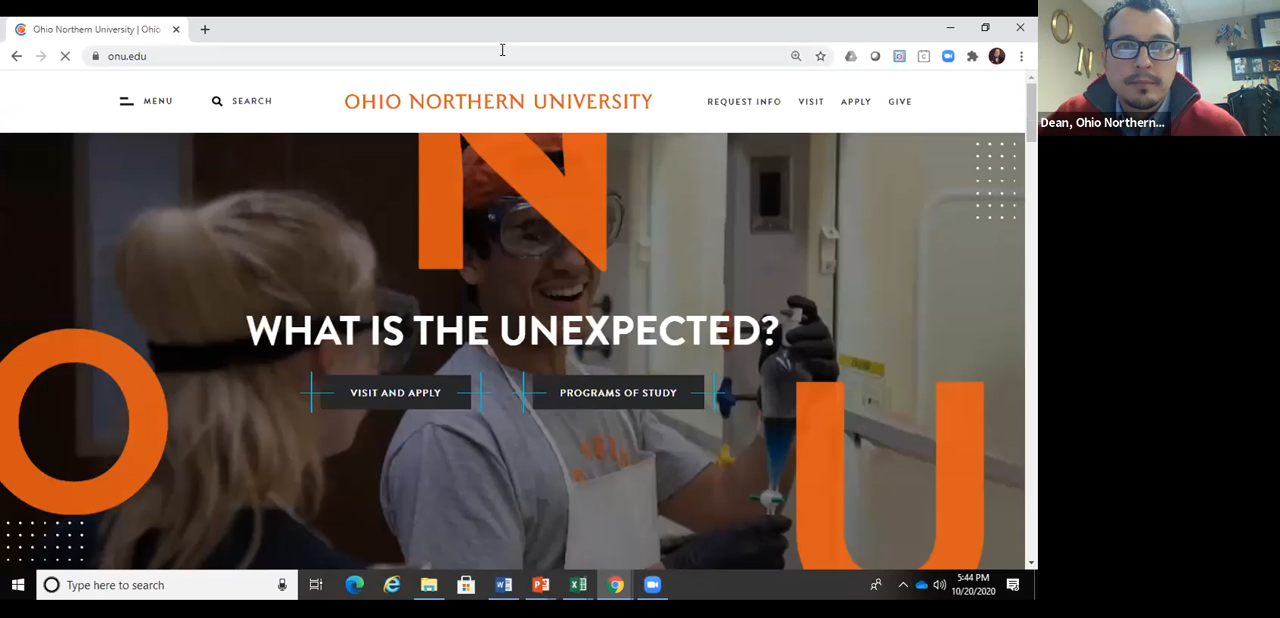 Ohio Northern University | Ohio
onu.edu
MENU
SEARCH
OHIO NORTHERN UNIVERSITY
REQUEST INFO
VISIT
APPLY
GIVE
O N
Dean, Ohio Northern...
N
WHAT IS THE UNEXPECTED?
VISIT AND APPLY
PROGRAMS OF STUDY
O
U
Type here to search
5:44 PM
10/20/2020